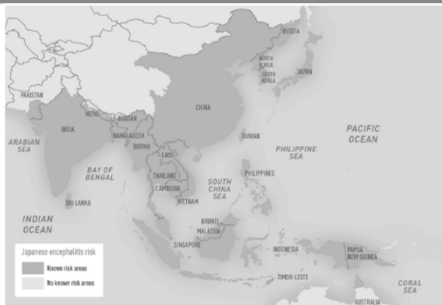 RUSSIA
NORTH
KOREA
SOUTH
KOREA
JAPAN
CHINA
PAKISTAN
NEPAL
BHUTAN
INDIA
BANGLADESH
BURMA
TAIWAN
LAOS
THAILAND
CAMBODIA
VIETNAM
PHILIPPINES
SRI LANKA
BRUNEI
MALAYSIA
SINGAPORE
INDONESIA
PAPUA
NEW GUINEA
TIMOR-LESTE
AUSTRALIA
ARABIAN
SEA
BAY OF
BENGAL
SOUTH
CHINA
SEA
PHILIPPINE
SEA
PACIFIC
OCEAN
INDIAN
OCEAN
CORAL
SEA
Japanese encephalitis risk
Known risk areas
No known risk areas